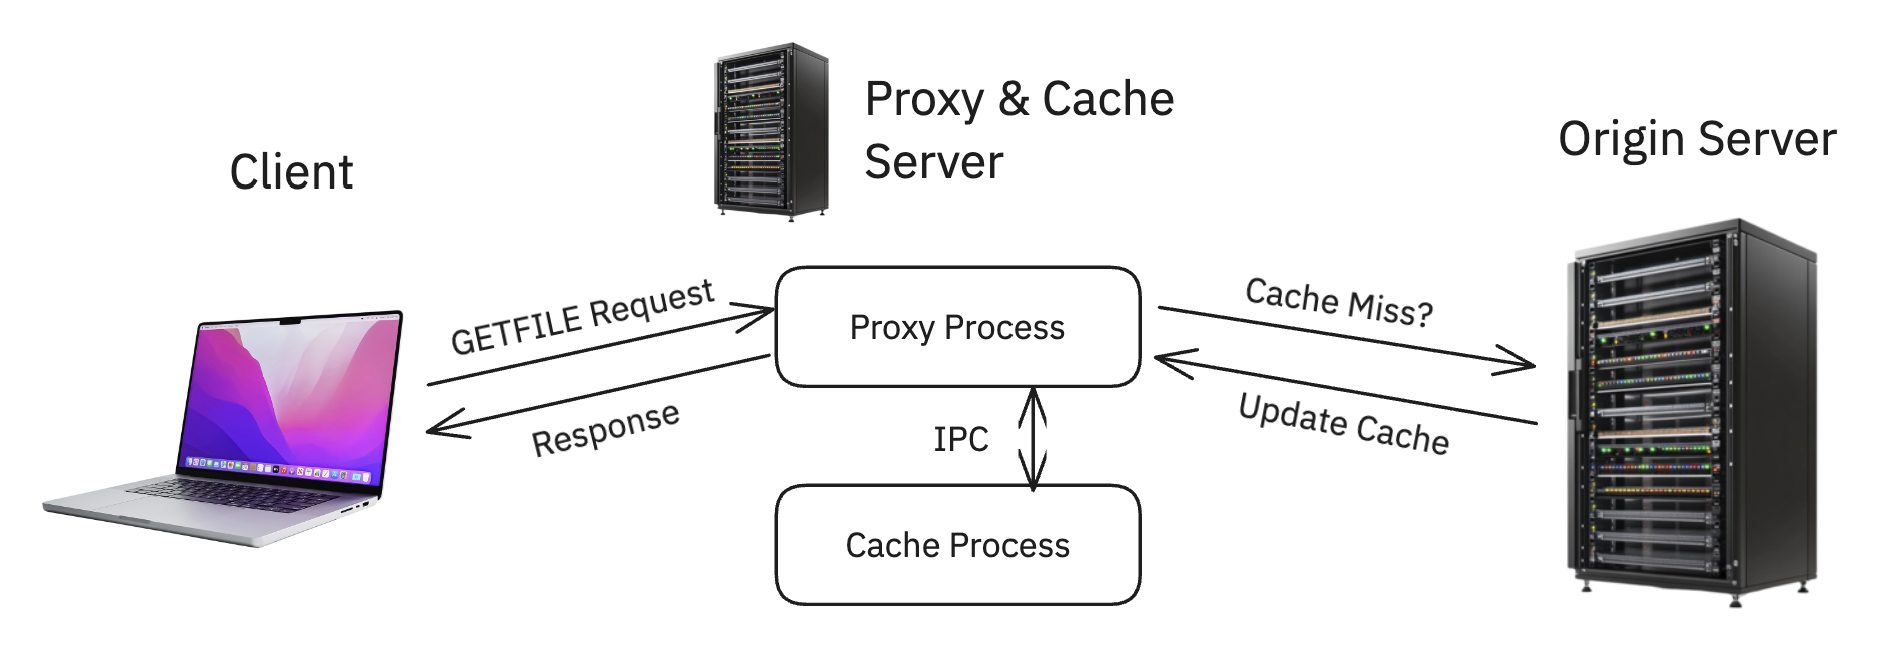 Proxy & Cache
Server
Client
Origin Server
GETFILE Request
Response
Proxy Process
IPC
Cache Process
Cache Miss?
Update Cache